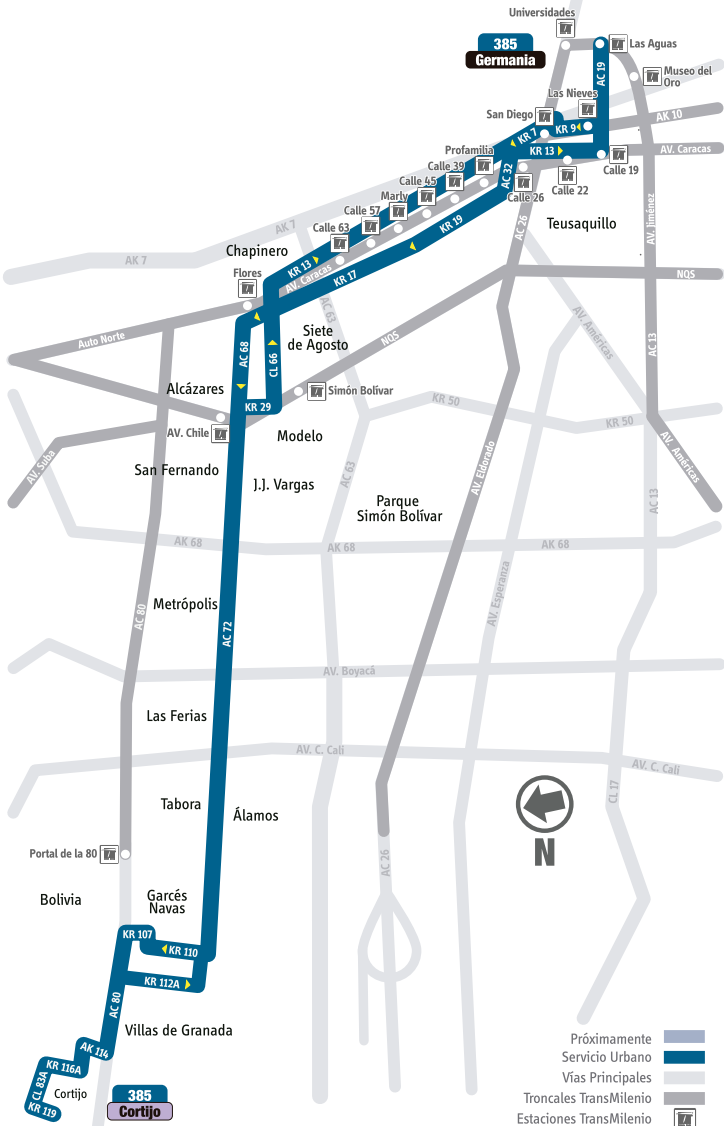 Universidades
385
Germania
Las Aguas
AC 19
Museo del
Oro
Las Nieves
San Diego
AK 10
KR 9
KR 7
Profamilia
KR 13
AV. Caracas
Calle 19
Calle 39
Calle 22
AC 32
Calle 45
Calle 26
Marly
Calle 57
KR 19
AC 26
Teusaquillo
AV. Jiménez
AK 7
Calle 63
Chapinero
AK 7
KR 13
AV. Caracas
KR 17
Flores
NQS
AC 63
Auto Norte
Siete
de Agosto
NQS
AV. Américas
AC 68
CL 66
AC 13
Alcázares
Simón Bolívar
KR 29
KR 50
KR 50
AV. Chile
Modelo
AV. Suba
San Fernando
AC 63
AV. Eldorado
AV. Américas
J.J. Vargas
Parque
Simón Bolívar
AC 13
AK 68
AK 68
AK 68
AV. Esperanza
Metrópolis
AC 80
AC 72
AV. Boyacá
Las Ferias
AV. C. Cali
AV. C. Cali
CL 17
Tabora
Álamos
N
Portal de la 80
AC 26
Bolivia
Garcés
Navas
KR 107
KR 110
KR 112A
AC 80
Villas de Granada
AK 114
KR 116A
CL 83A
Cortijo
KR 119
385
Cortijo
Próximamente
Servicio Urbano
Vías Principales
Troncales TransMilenio
Estaciones TransMilenio